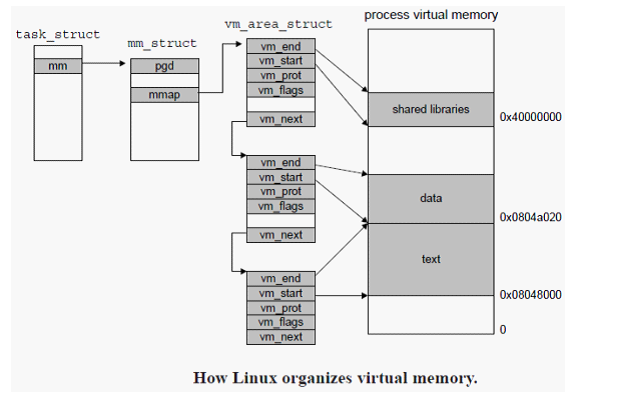 process virtual memory
vm_area_struct
task_struct
mm_struct
mm
pgd
mmap
vm_end
vm_start
vm_prot
vm_flags
vm_next
vm_end
vm_start
vm_prot
vm_flags
vm_next
vm_end
vm_start
vm_prot
vm_flags
vm_next
shared libraries
0x40000000
data
0x0804a020
text
0x08048000
0
How Linux organizes virtual memory.